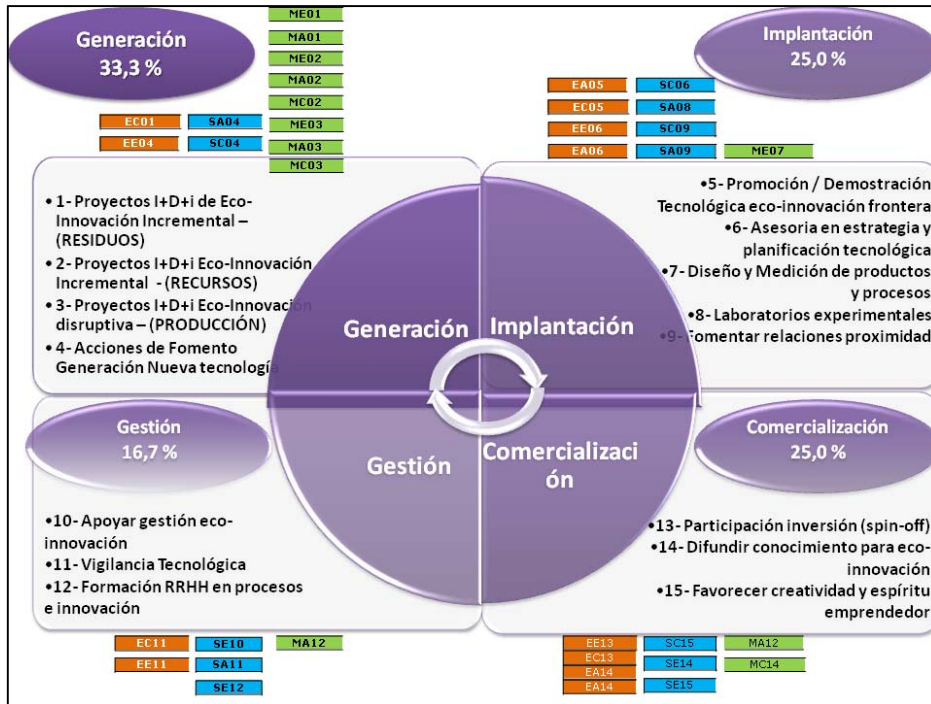 Generación
33,3 %
ME01
MA01
ME02
MA02
MC02
ME03
MA03
MC03
EC01 SA04
EE04 SC04
Implantación
25,0 %
EA05 SC06
EC05 SA08
EE06 SC09
EA06 SA09 ME07
•1- Proyectos I+D+i de Eco-
Innovación Incremental –
(RESIDUOS)
•2- Proyectos I+D+i Eco-Innovación
Incremental - (RECURSOS)
•3- Proyectos I+D+i Eco-Innovación
disruptiva – (PRODUCCIÓN)
•4- Acciones de Fomento
Generación Nueva tecnología
•5- Promoción / Demostración
Tecnológica eco-innovación frontera
•6- Asesoria en estrategia y
planificación tecnológica
•7- Diseño y Medición de productos
y procesos
•8- Laboratorios experimentales
•9- Fomentar relaciones proximidad
Generación
Implantación
Gestión
Comercializaci
ón
Gestión
16,7 %
•10- Apoyar gestión eco-
innovación
•11- Vigilancia Tecnológica
•12- Formación RRHH en procesos
e innovación
Comercialización
25,0 %
•13- Participación inversión (spin-off)
•14- Difundir conocimiento para eco-
innovación
•15- Favorecer creatividad y espíritu
emprendedor
EC11 SE10 MA12
EE11 SA11
SE12
EE13 SC15 MA12
EC13 SE14 MC14
EA14
EA14 SE15